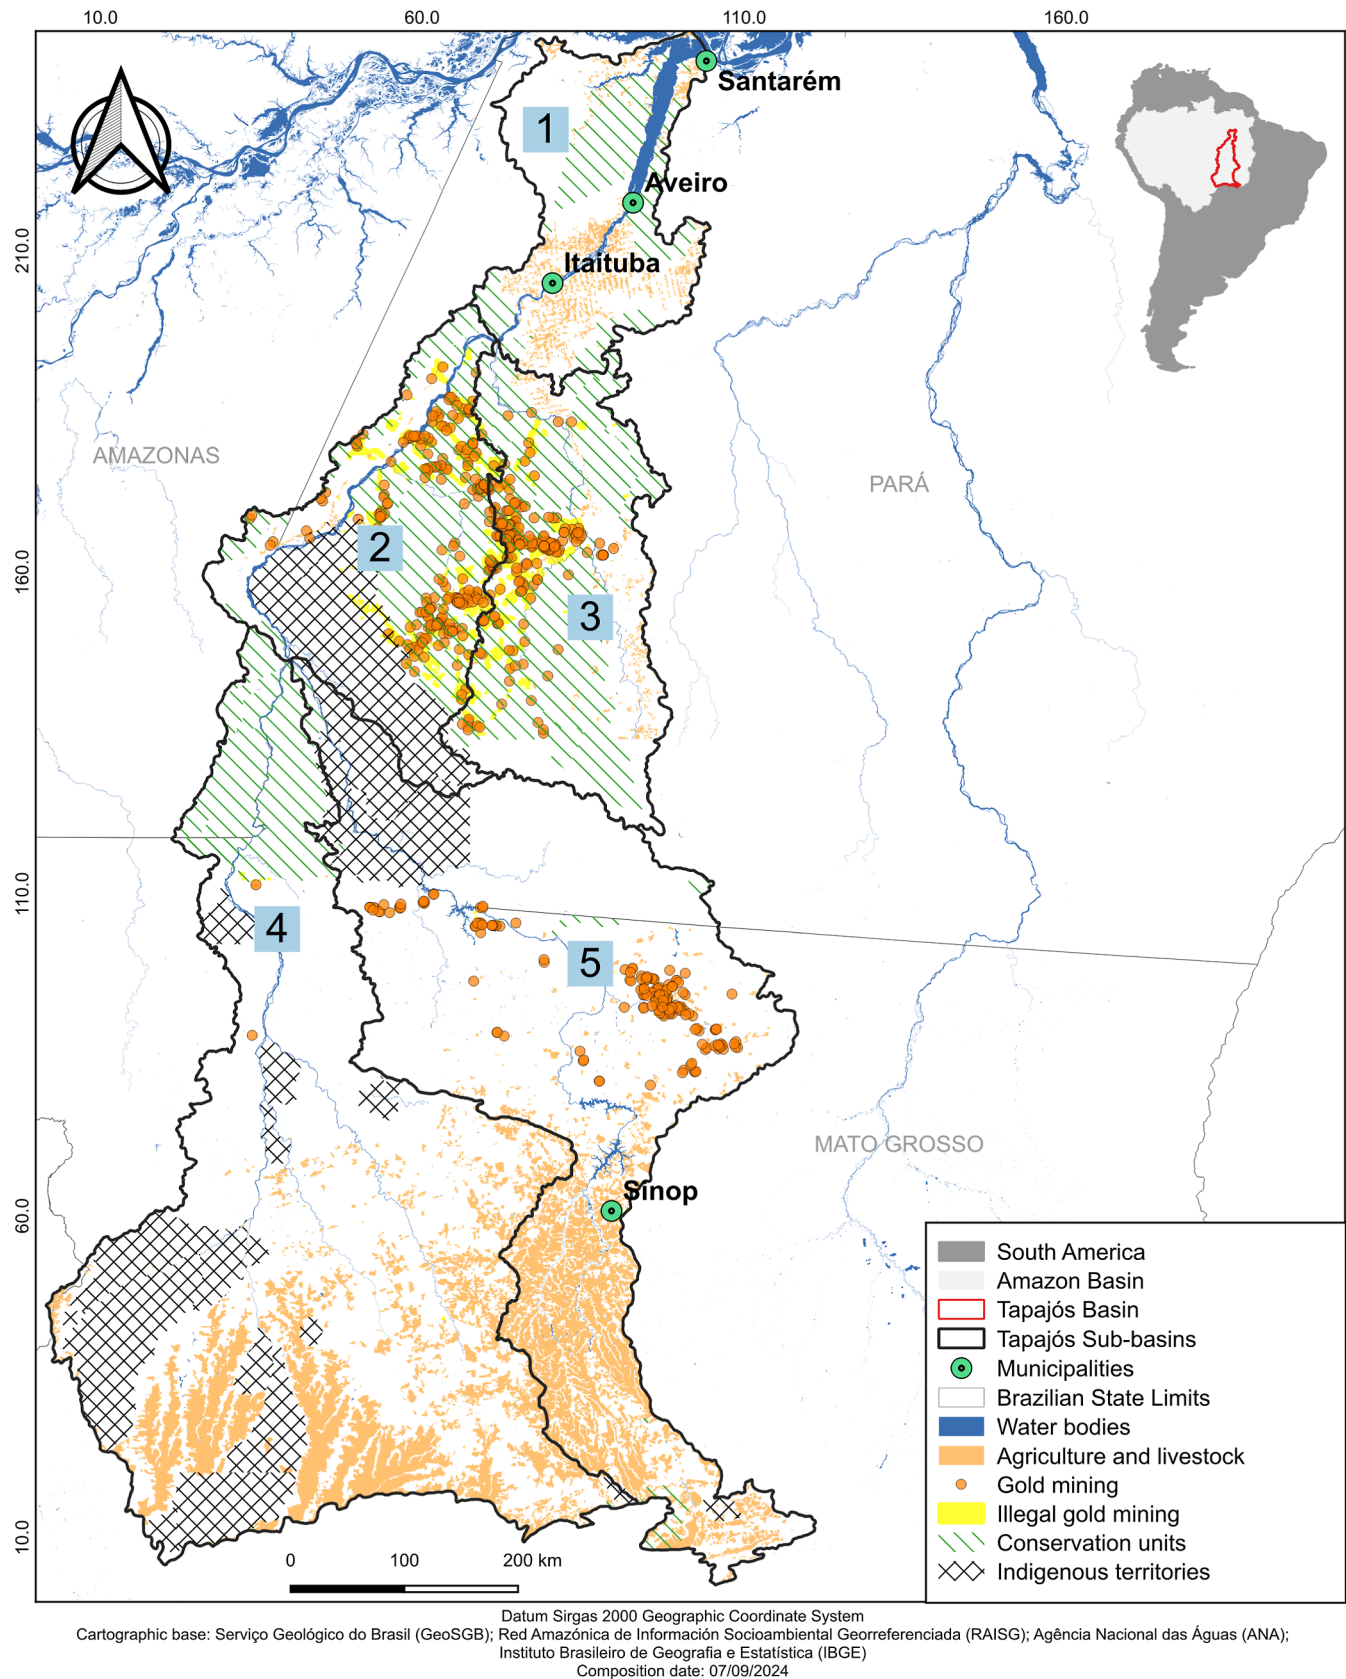 10.0 60.0 110.0 160.0
Santarém
1
Aveiro
210.0
Itaituba
AMAZONAS
PARÁ
2
160.0
3
110.0
4
5
MATO GROSSO
Sinop
60.0
South America
Amazon Basin
Tapajós Basin
Tapajós Sub-basins
Municipalities
Brazilian State Limits
Water bodies
Agriculture and livestock
Gold mining
Illegal gold mining
Conservation units
Indigenous territories
10.0
0 100 200 km
Datum Sirgas 2000 Geographic Coordinate System
Cartographic base: Serviço Geológico do Brasil (GeoSGB); Red Amazónica de Información Socioambiental Georreferenciada (RAISG); Agência Nacional das Águas (ANA);
Instituto Brasileiro de Geografia e Estatística (IBGE)
Composition date: 07/09/2024